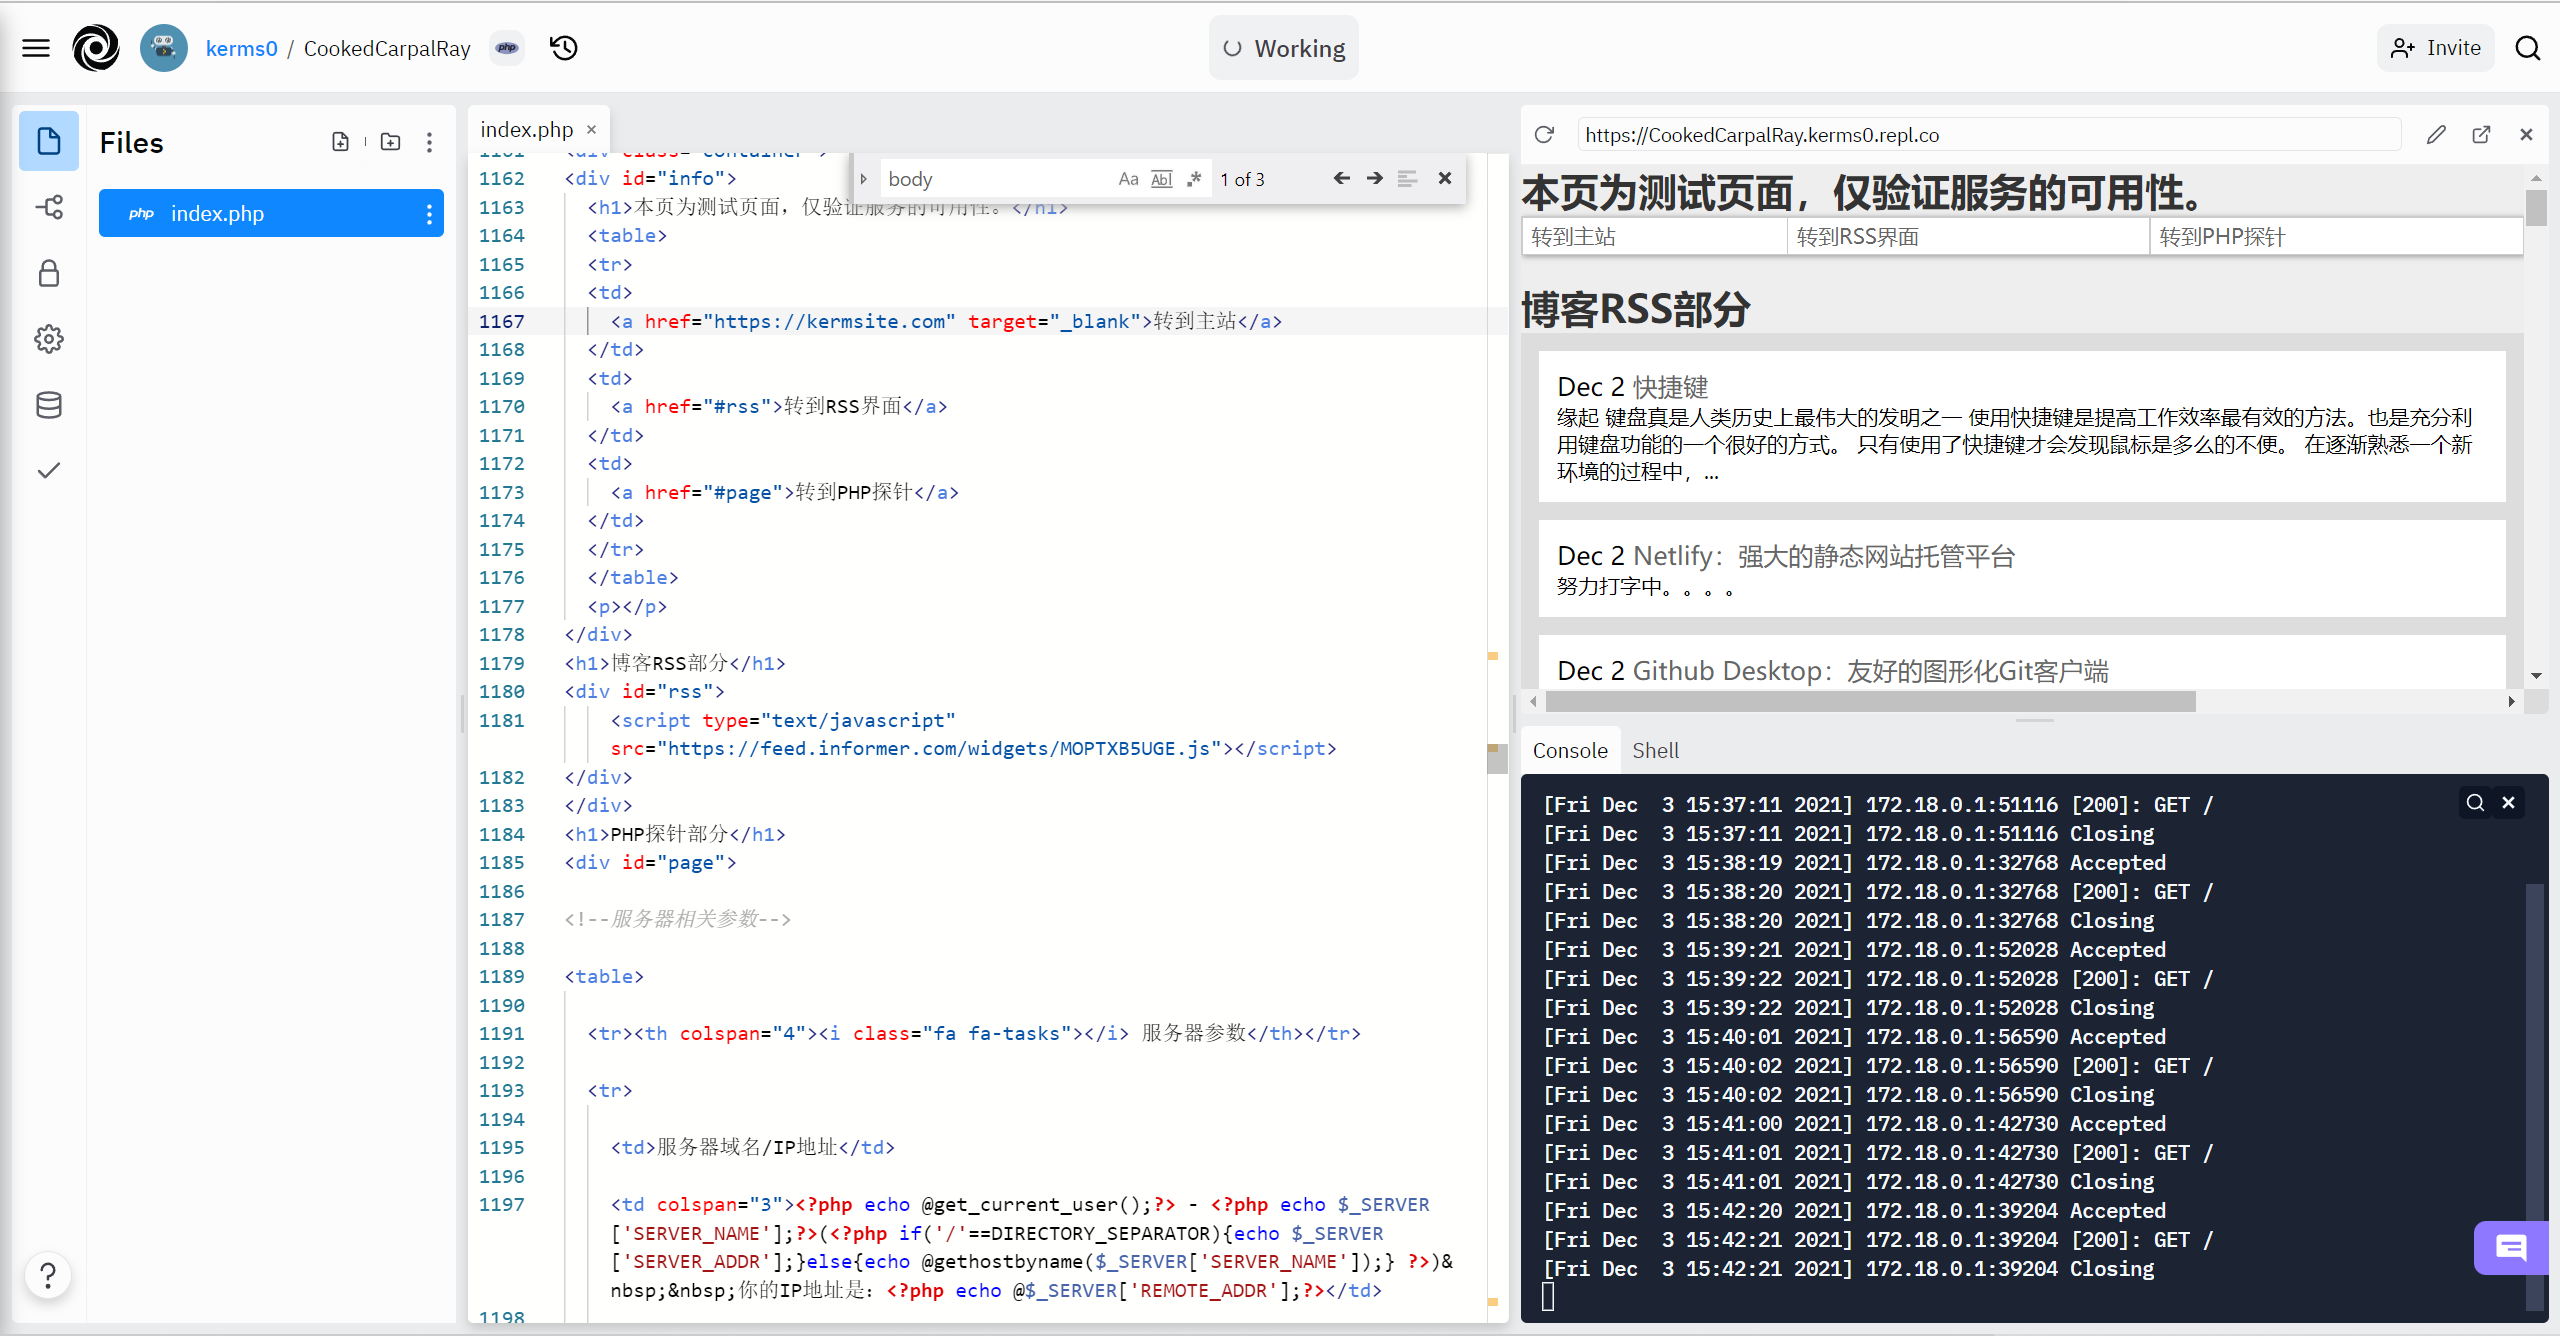 kerms0 / CookedCarpalRay php
Working
Invite
Files
php index.php
index.php ×
body Aa Abl .* 1 of 3
1161 <div class="container">
1162 <div id="info">
1163 <h1>本页为测试页面，仅验证服务的可用性。</h1>
1164 <table>
1165 <tr>
1166 <td>
1167 <a href="https://kermsite.com" target="_blank">转到主站</a>
1168 </td>
1169 <td>
1170 <a href="#rss">转到RSS界面</a>
1171 </td>
1172 <td>
1173 <a href="#page">转到PHP探针</a>
1174 </td>
1175 </tr>
1176 </table>
1177 <p></p>
1178 </div>
1179 <h1>博客RSS部分</h1>
1180 <div id="rss">
1181 <script type="text/javascript"
src="https://feed.informer.com/widgets/MOPTXB5UGE.js"></script>
1182 </div>
1183 </div>
1184 <h1>PHP探针部分</h1>
1185 <div id="page">
1186
1187 <!--服务器相关参数-->
1188
1189 <table>
1190
1191 <tr><th colspan="4"><i class="fa fa-tasks"></i> 服务器参数</th></tr>
1192
1193 <tr>
1194
1195 <td>服务器域名/IP地址</td>
1196
1197 <td colspan="3"><?php echo @get_current_user();?> - <?php echo $_SERVER
['SERVER_NAME'];?>(<?php if('/'==DIRECTORY_SEPARATOR){echo $_SERVER
['SERVER_ADDR'];}else{echo @gethostbyname($_SERVER['SERVER_NAME']);} ?>)&
nbsp;&nbsp;你的IP地址是：<?php echo @$_SERVER['REMOTE_ADDR'];?></td>
1198
https://CookedCarpalRay.kerms0.repl.co
本页为测试页面，仅验证服务的可用性。
转到主站 转到RSS界面 转到PHP探针
博客RSS部分
Dec 2 快捷键
缘起 键盘真是人类历史上最伟大的发明之一 使用快捷键是提高工作效率最有效的方法。也是充分利
用键盘功能的一个很好的方式。 只有使用了快捷键才会发现鼠标是多么的不便。 在逐渐熟悉一个新
环境的过程中，...
Dec 2 Netlify：强大的静态网站托管平台
努力打字中。。。。
Dec 2 Github Desktop：友好的图形化Git客户端
Console Shell
[Fri Dec  3 15:37:11 2021] 172.18.0.1:51116 [200]: GET /
[Fri Dec  3 15:37:11 2021] 172.18.0.1:51116 Closing
[Fri Dec  3 15:38:19 2021] 172.18.0.1:32768 Accepted
[Fri Dec  3 15:38:20 2021] 172.18.0.1:32768 [200]: GET /
[Fri Dec  3 15:38:20 2021] 172.18.0.1:32768 Closing
[Fri Dec  3 15:39:21 2021] 172.18.0.1:52028 Accepted
[Fri Dec  3 15:39:22 2021] 172.18.0.1:52028 [200]: GET /
[Fri Dec  3 15:39:22 2021] 172.18.0.1:52028 Closing
[Fri Dec  3 15:40:01 2021] 172.18.0.1:56590 Accepted
[Fri Dec  3 15:40:02 2021] 172.18.0.1:56590 [200]: GET /
[Fri Dec  3 15:40:02 2021] 172.18.0.1:56590 Closing
[Fri Dec  3 15:41:00 2021] 172.18.0.1:42730 Accepted
[Fri Dec  3 15:41:01 2021] 172.18.0.1:42730 [200]: GET /
[Fri Dec  3 15:41:01 2021] 172.18.0.1:42730 Closing
[Fri Dec  3 15:42:20 2021] 172.18.0.1:39204 Accepted
[Fri Dec  3 15:42:21 2021] 172.18.0.1:39204 [200]: GET /
[Fri Dec  3 15:42:21 2021] 172.18.0.1:39204 Closing